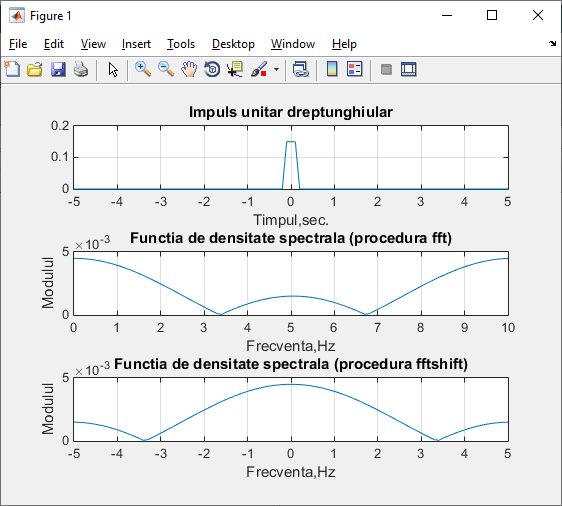 Figure 1
File Edit View Insert Tools Desktop Window Help
Impuls unitar dreptunghiular
0.2
0.1
0
-5 -4 -3 -2 -1 0 1 2 3 4 5
Timpul,sec.
Functia de densitate spectrala (procedura fft)
×10-3
5
0
Modulul
0 1 2 3 4 5 6 7 8 9 10
Frecventa,Hz
Functia de densitate spectrala (procedura fftshift)
×10-3
5
0
Modulul
-5 -4 -3 -2 -1 0 1 2 3 4 5
Frecventa,Hz